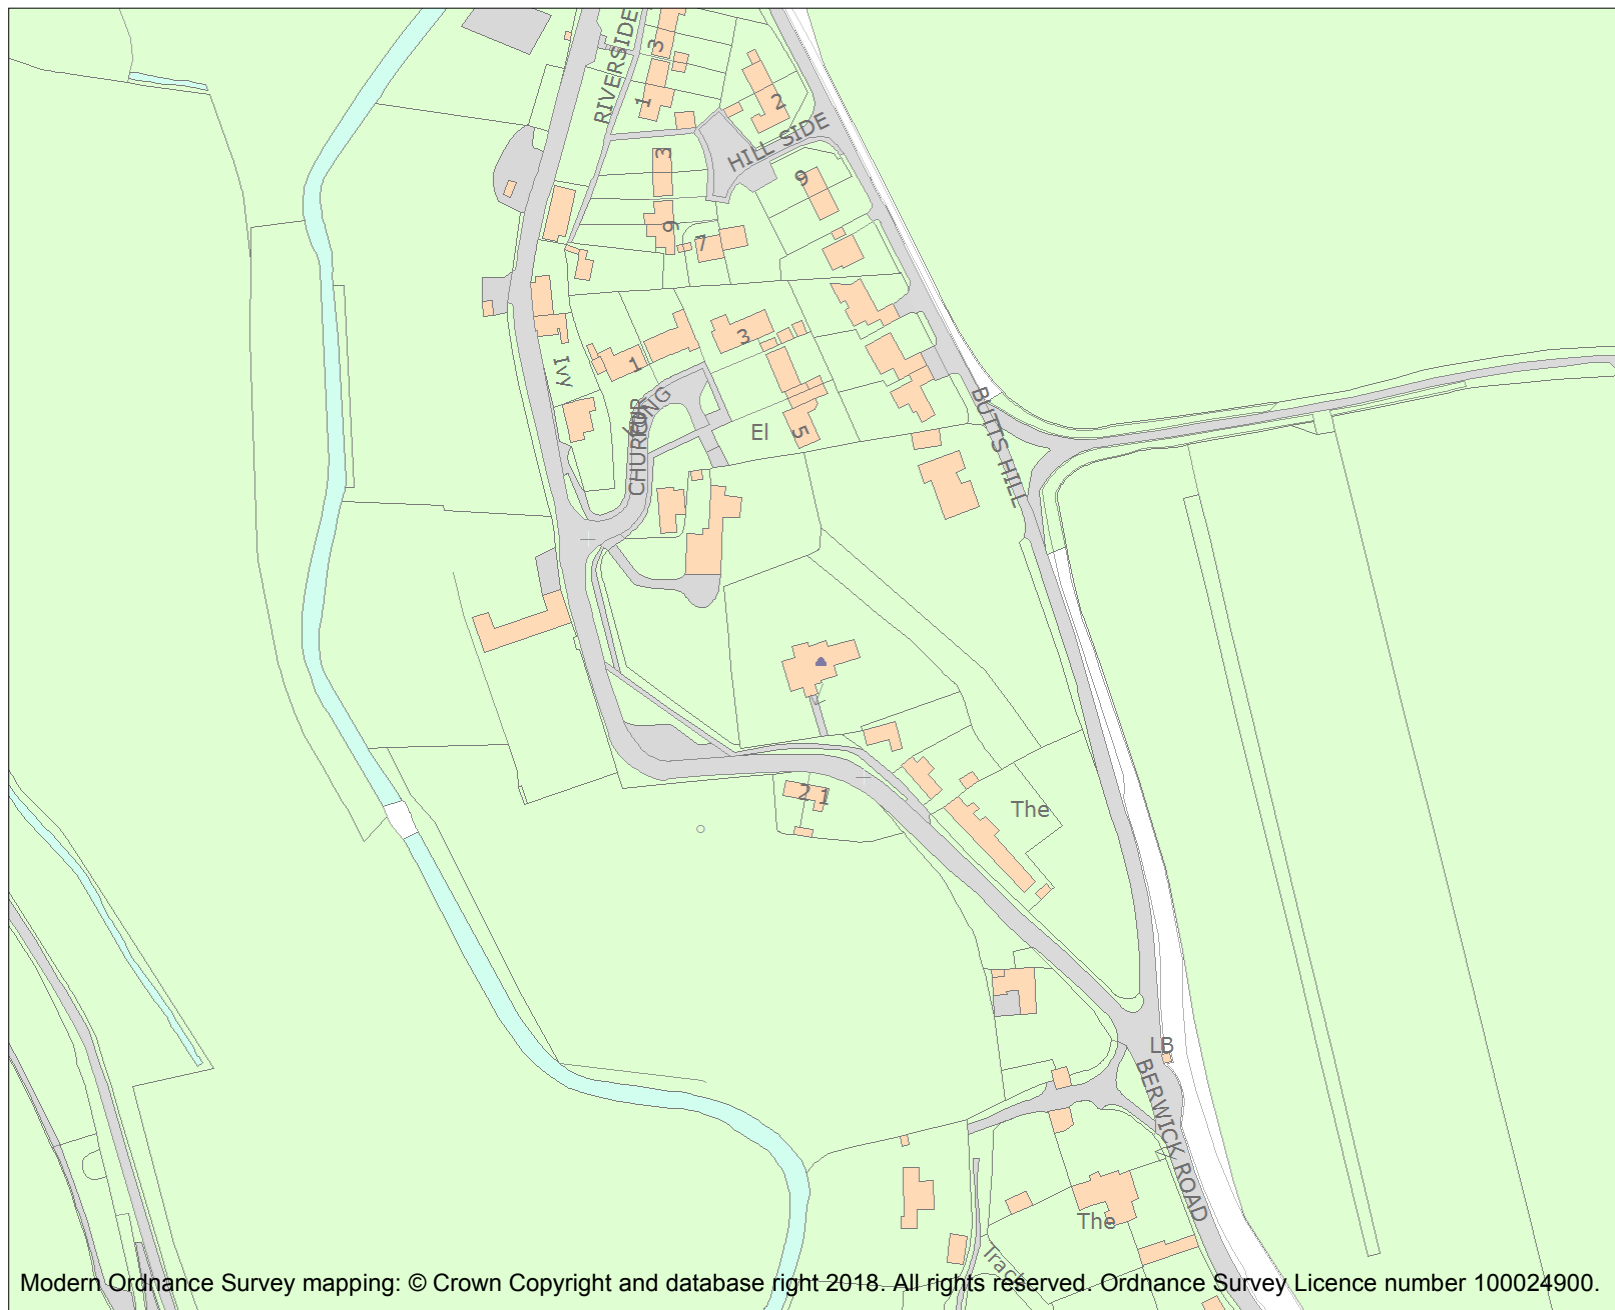 RIVERSIDE
3
1
2
HILL SIDE
3
9
6
7
3
1
Ivy
El
5
BUTTS HILL
The
2 1
LB
BERWICK ROAD
The
Track
Modern Ordnance Survey mapping: © Crown Copyright and database right 2018. All rights reserved. Ordnance Survey Licence number 100024900.